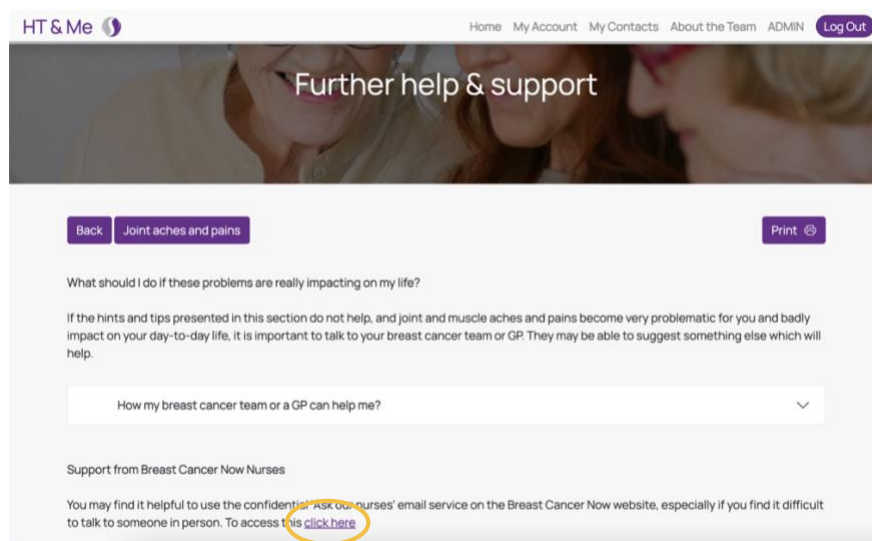 HT & Me
Home My Account My Contacts About the Team ADMIN Log Out
Further help & support
Back Joint aches and pains Print
What should I do if these problems are really impacting on my life?
If the hints and tips presented in this section do not help, and joint and muscle aches and pains become very problematic for you and badly
impact on your day-to-day life, it is important to talk to your breast cancer team or GP. They may be able to suggest something else which will
help.
How my breast cancer team or a GP can help me?
Support from Breast Cancer Now Nurses
You may find it helpful to use the confidential 'Ask our nurses' email service on the Breast Cancer Now website, especially if you find it difficult
to talk to someone in person. To access this click here